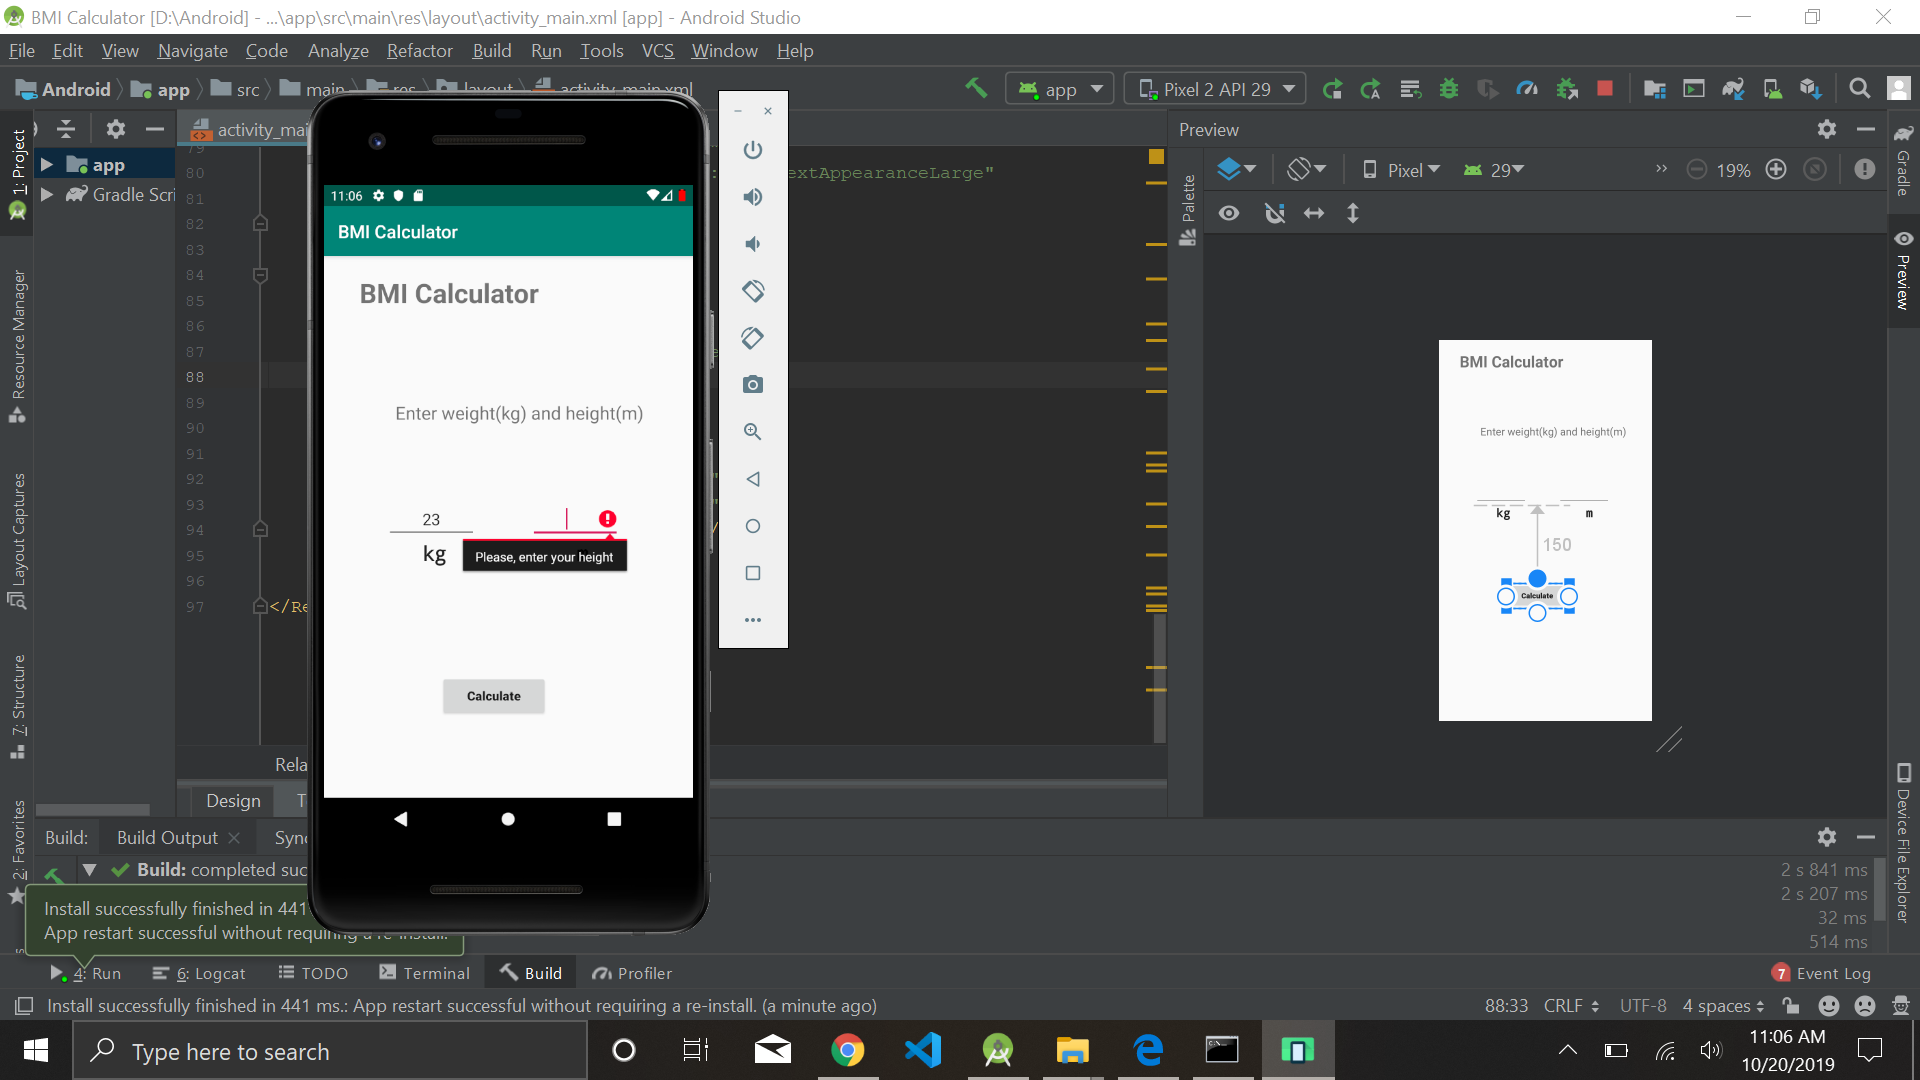 BMI Calculator [D:\Android] - ...\app\src\main\res\layout\activity_main.xml [app] - Android Studio
File Edit View Navigate Code Analyze Refactor Build Run Tools VCS Window Help
Android app src main res layout activity_main.xml
app Pixel 2 API 29
1: Project
Resource Manager
Layout Captures
7: Structure
2: Favorites
app
Gradle Scri
activity_mai
79
80
extAppearanceLarge"
81
82
83
84
85
86
87
88
89
90
91
92
93
94
95
96
97
</Re
Rela
Design T
11:06
BMI Calculator
BMI Calculator
Enter weight(kg) and height(m)
23
kg
Please, enter your height
Calculate
Preview
Palette
Pixel 29 19%
BMI Calculator
Enter weight(kg) and height(m)
kg m
150
Calculate
Gradle
Preview
Device File Explorer
Build: Build Output Sync
Build: completed suc
2 s 841 ms
2 s 207 ms
32 ms
514 ms
Install successfully finished in 441
App restart successful without requiring a re-install.
4: Run 6: Logcat TODO Terminal Build Profiler
7 Event Log
Install successfully finished in 441 ms.: App restart successful without requiring a re-install. (a minute ago)
88:33 CRLF UTF-8 4 spaces
Type here to search
11:06 AM
10/20/2019